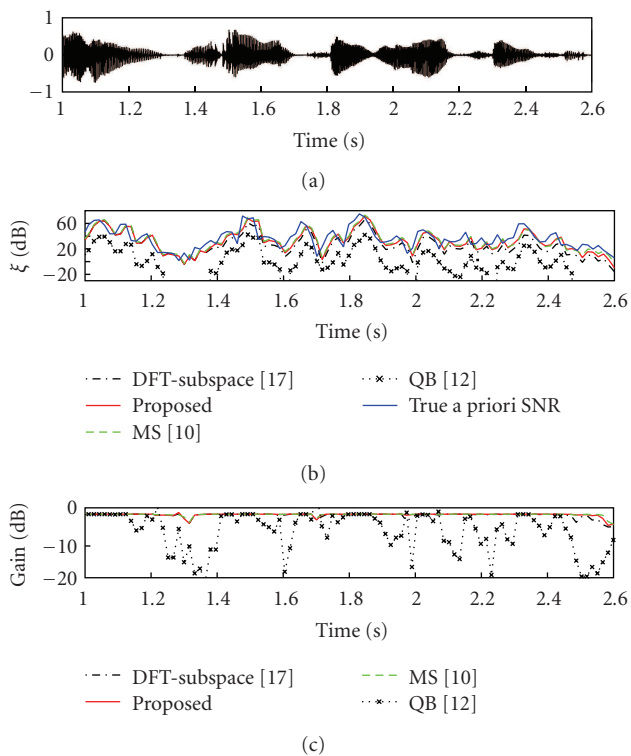 1
0
−1
1 1.2 1.4 1.6 1.8 2 2.2 2.4 2.6
Time (s)
(a)
60
20
−20
ξ (dB)
1 1.2 1.4 1.6 1.8 2 2.2 2.4 2.6
Time (s)
DFT-subspace [17]
Proposed
MS [10]
QB [12]
True a priori SNR
(b)
0
−10
−20
Gain (dB)
1 1.2 1.4 1.6 1.8 2 2.2 2.4 2.6
Time (s)
DFT-subspace [17]
Proposed
MS [10]
QB [12]
(c)